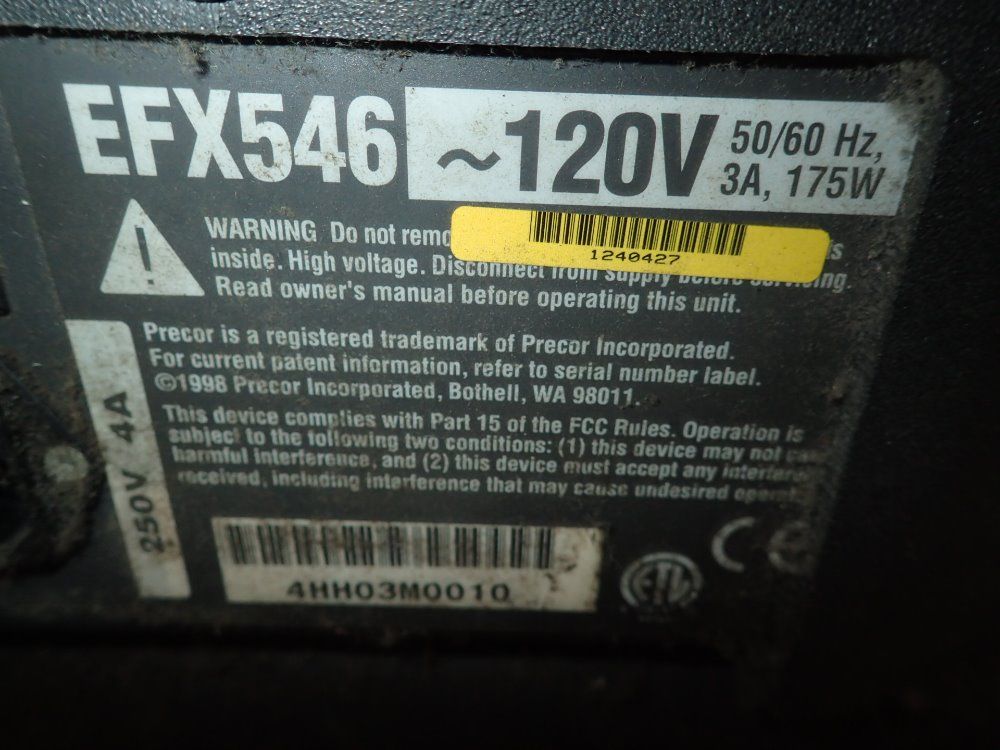 EFX546 ~120V 50/60 Hz,
3A, 175W
WARNING Do not
inside. High voltage. Disconnect from supply before servicing.
Read owner's manual before operating this unit.
1240427
Precor is a registered trademark of Precor Incorporated.
For current patent information, refer to serial number label.
©1998 Precor Incorporated, Bothell, WA 98011.
This device complies with Part 15 of the FCC Rules. Operation is
subject to the following two conditions: (1) this device may not
harmful interference, and (2) this device must accept any
received, including interference that may cause undesired
250V 4A
4HH03M0010
ETL
CE